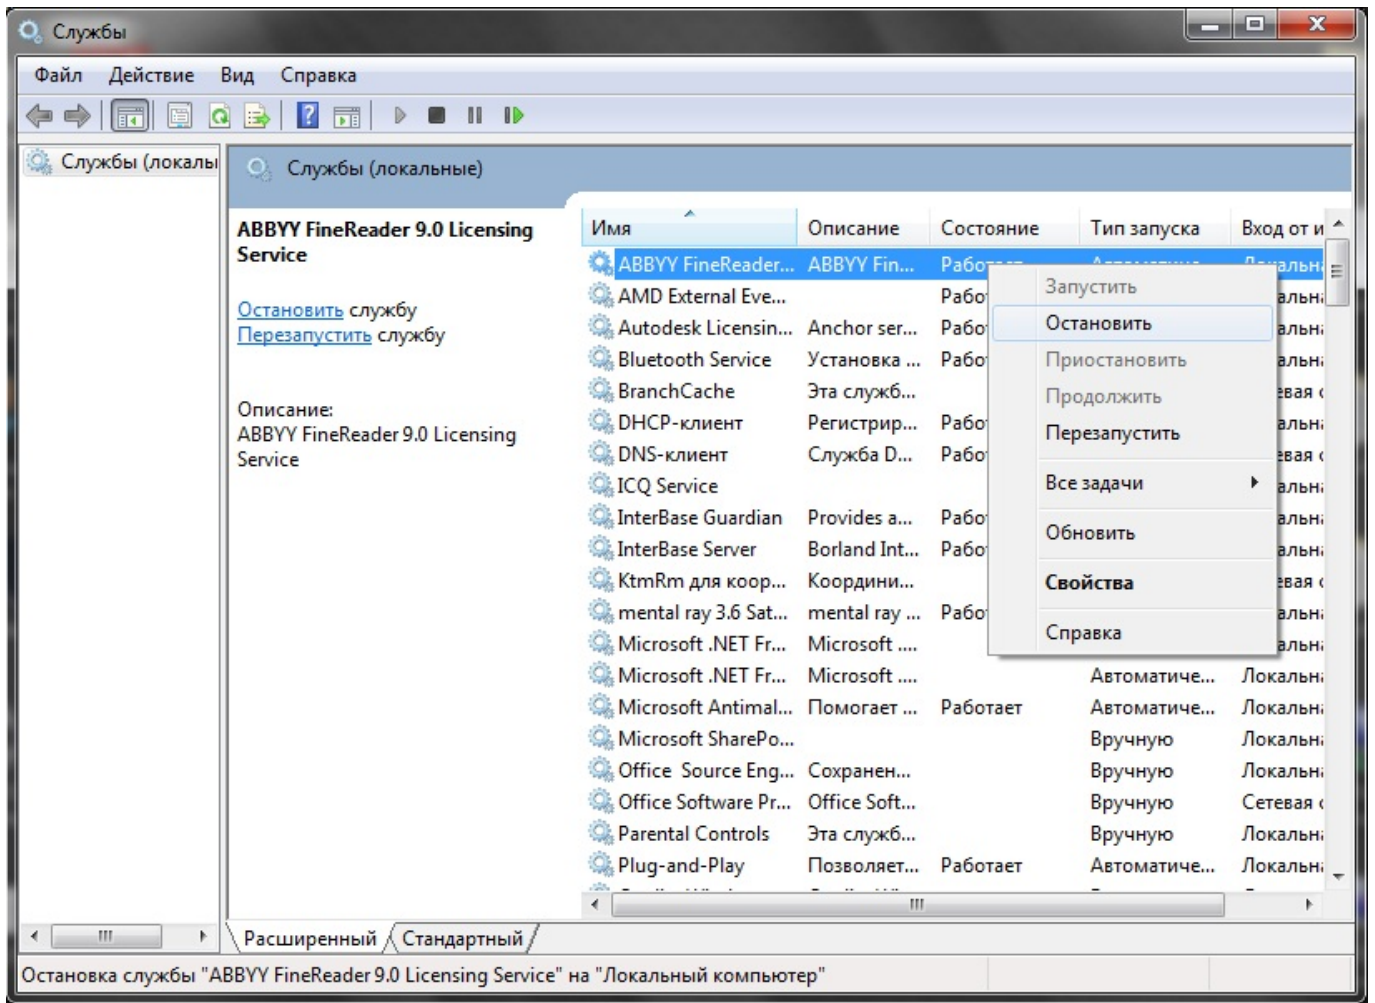 Службы
Файл Действие Вид Справка
Службы (локалы
Службы (локальные)
ABBYY FineReader 9.0 Licensing
Service
Остановить службу
Перезапустить службу
Описание:
ABBYY FineReader 9.0 Licensing
Service
Имя Описание Состояние Тип запуска Вход от и
ABBYY FineReader... ABBYY Fin...
AMD External Eve... Рабо
Autodesk Licensin... Anchor ser... Рабо
Bluetooth Service Установка ... Рабо
BranchCache Эта служб...
DHCP-клиент Регистрир... Рабо
DNS-клиент Служба D... Рабо
ICQ Service
InterBase Guardian Provides a... Рабо
InterBase Server Borland Int... Рабо
KtmRm для коор... Координи...
mental ray 3.6 Sat... mental ray ... Рабо
Microsoft .NET Fr... Microsoft ....
Microsoft .NET Fr... Microsoft .... Автоматиче... Локальн
Microsoft Antimal... Помогает ... Работает Автоматиче... Локальн
Microsoft SharePo... Вручную Локальн
Office Source Eng... Сохранен... Вручную Локальн
Office Software Pr... Office Soft... Вручную Сетевая
Parental Controls Эта служб... Вручную Локальн
Plug-and-Play Позволяет... Работает Автоматиче... Локальн
Запустить
Остановить
Приостановить
Продолжить
Перезапустить
Все задачи
Обновить
Свойства
Справка
Расширенный Стандартный
Остановка службы "ABBYY FineReader 9.0 Licensing Service" на "Локальный компьютер"